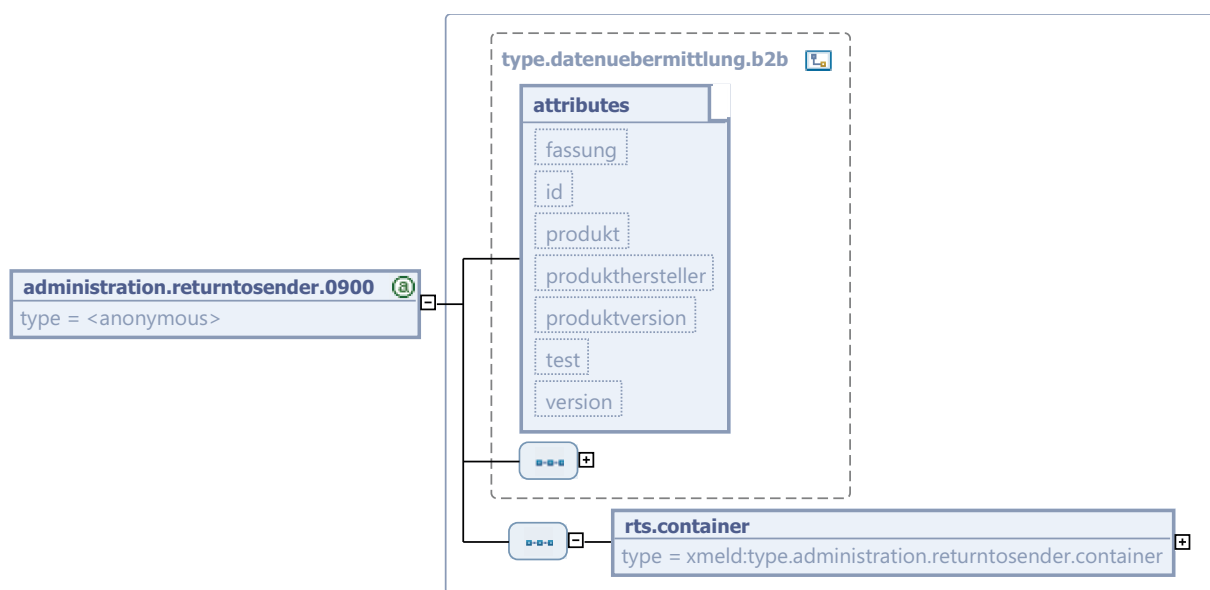 type.datenuebermittlung.b2b
attributes
fassung
id
produkt
produkthersteller
produktversion
test
version
administration.returntosender.0900 a
type = <anonymous>
rts.container
type = xmeld:type.administration.returntosender.container